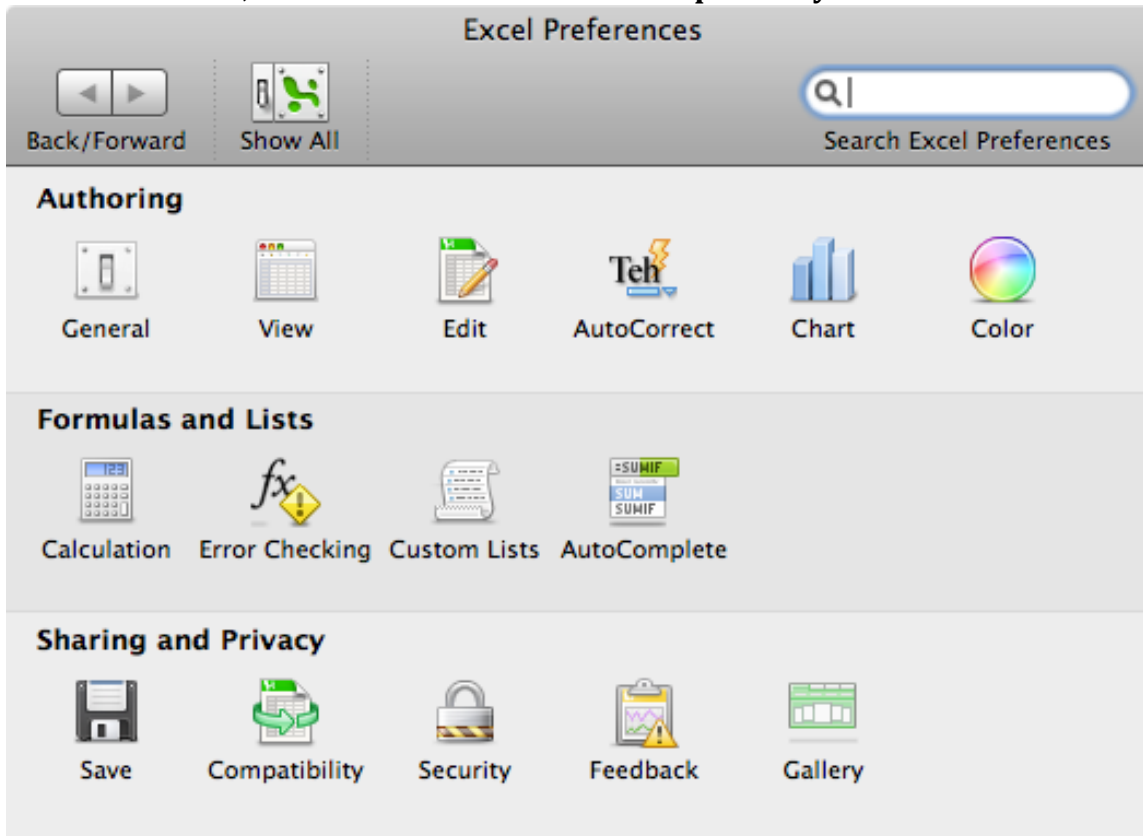 Excel Preferences
Back/Forward
Show All
Search Excel Preferences
Authoring
Teh
General
View
Edit
AutoCorrect
Chart
Color
Formulas and Lists
123
fx
=SUMIF
SUM
SUMIF
Calculation
Error Checking
Custom Lists
AutoComplete
Sharing and Privacy
Save
Compatibility
Security
Feedback
Gallery